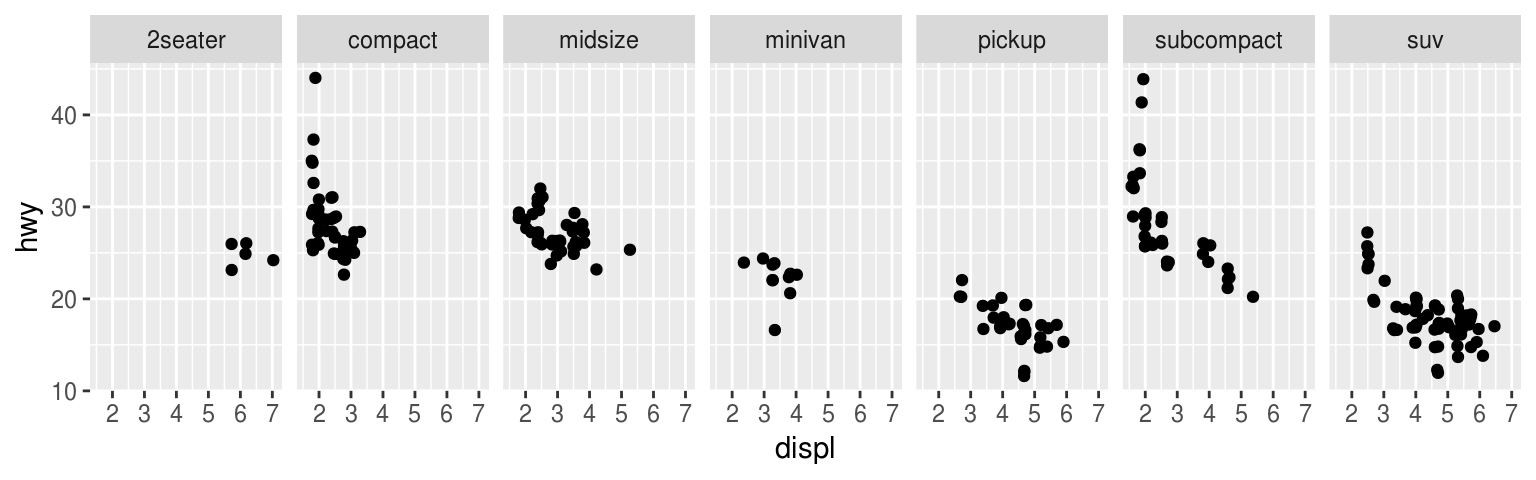 2seater compact midsize minivan pickup subcompact suv
40
30
20
10
hwy
2 3 4 5 6 7 2 3 4 5 6 7 2 3 4 5 6 7 2 3 4 5 6 7 2 3 4 5 6 7 2 3 4 5 6 7 2 3 4 5 6 7
displ